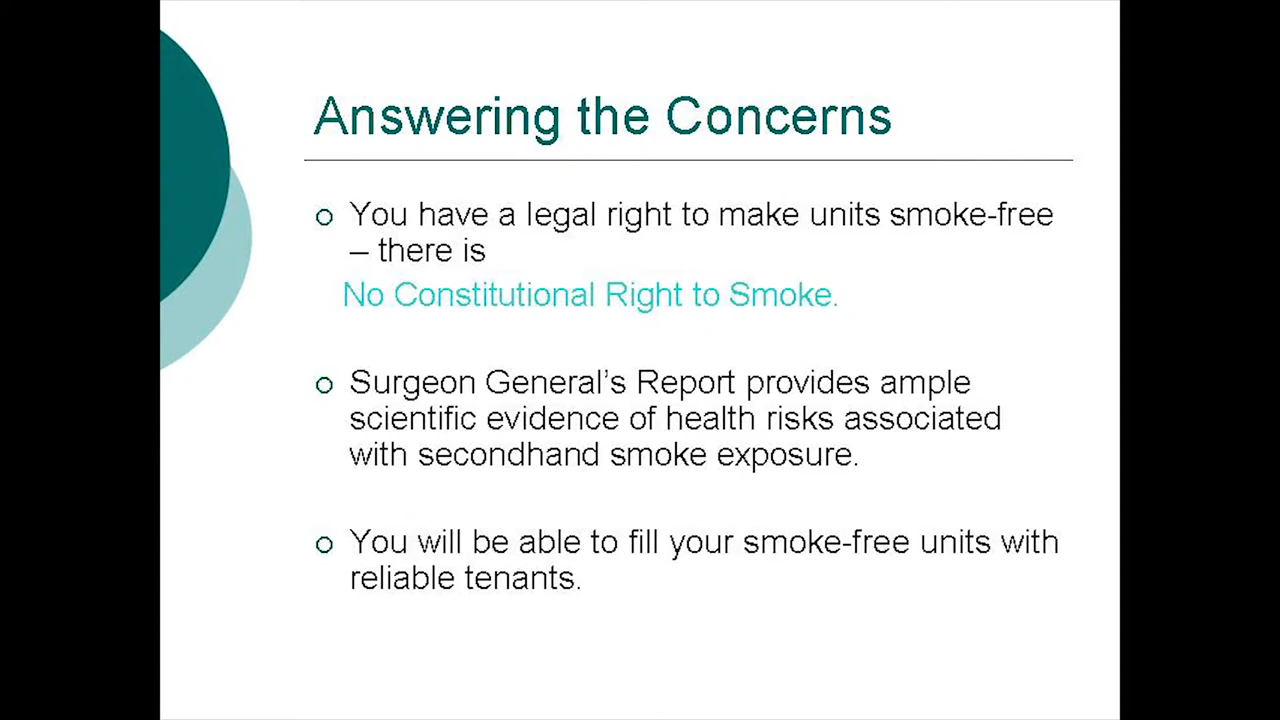 Answering the Concerns
You have a legal right to make units smoke-free
– there is
No Constitutional Right to Smoke.
Surgeon General's Report provides ample
scientific evidence of health risks associated
with secondhand smoke exposure.
You will be able to fill your smoke-free units with
reliable tenants.